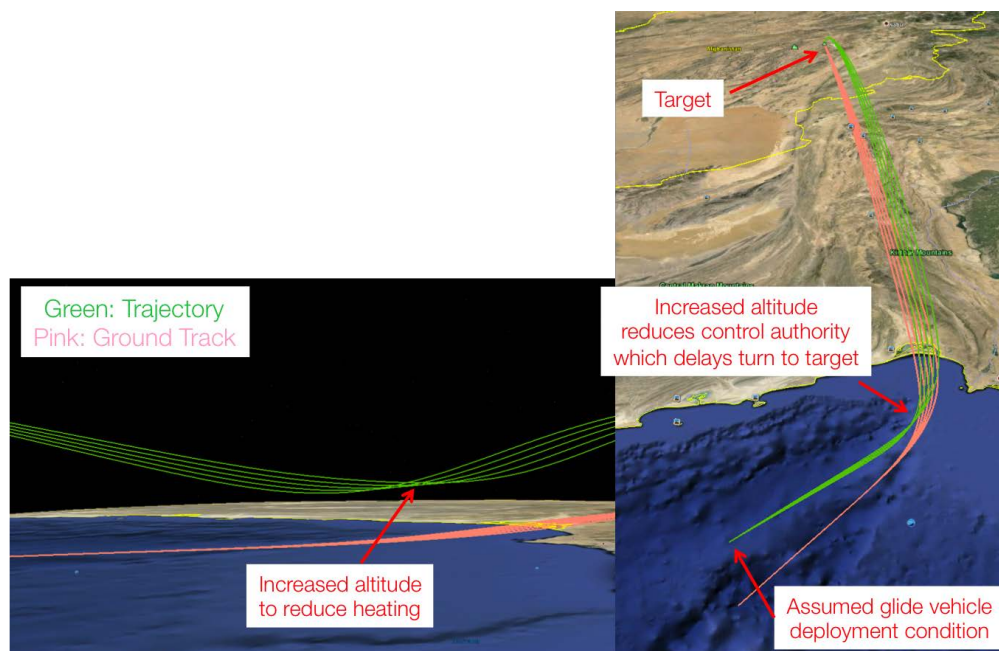 Green: Trajectory
Pink: Ground Track
Increased altitude
to reduce heating
Target
Increased altitude
reduces control authority
which delays turn to target
Assumed glide vehicle
deployment condition